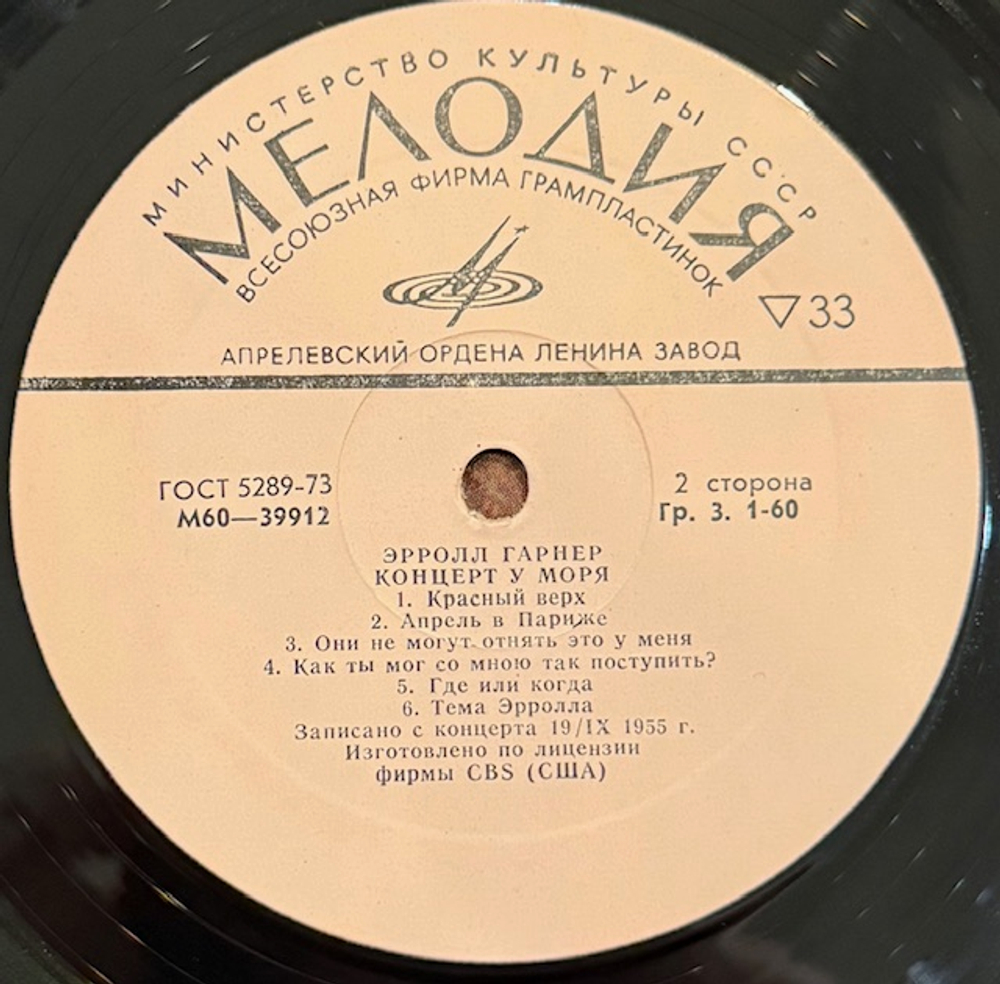 МИНИСТЕРСТВО КУЛЬТУРЫ СССР
МЕЛОДИЯ
ВСЕСОЮЗНАЯ ФИРМА ГРАМПЛАСТИНОК
▽33
АПРЕЛЕВСКИЙ ОРДЕНА ЛЕНИНА ЗАВОД
ГОСТ 5289-73
М60—39912
2 сторона
Гр. 3. 1-60
ЭРРОЛЛ ГАРНЕР
КОНЦЕРТ У МОРЯ
1. Красный верх
2. Апрель в Париже
3. Они не могут отнять это у меня
4. Как ты мог со мною так поступить?
5. Где или когда
6. Тема Эрролла
Записано с концерта 19/IX 1955 г.
Изготовлено по лицензии
фирмы CBS (США)